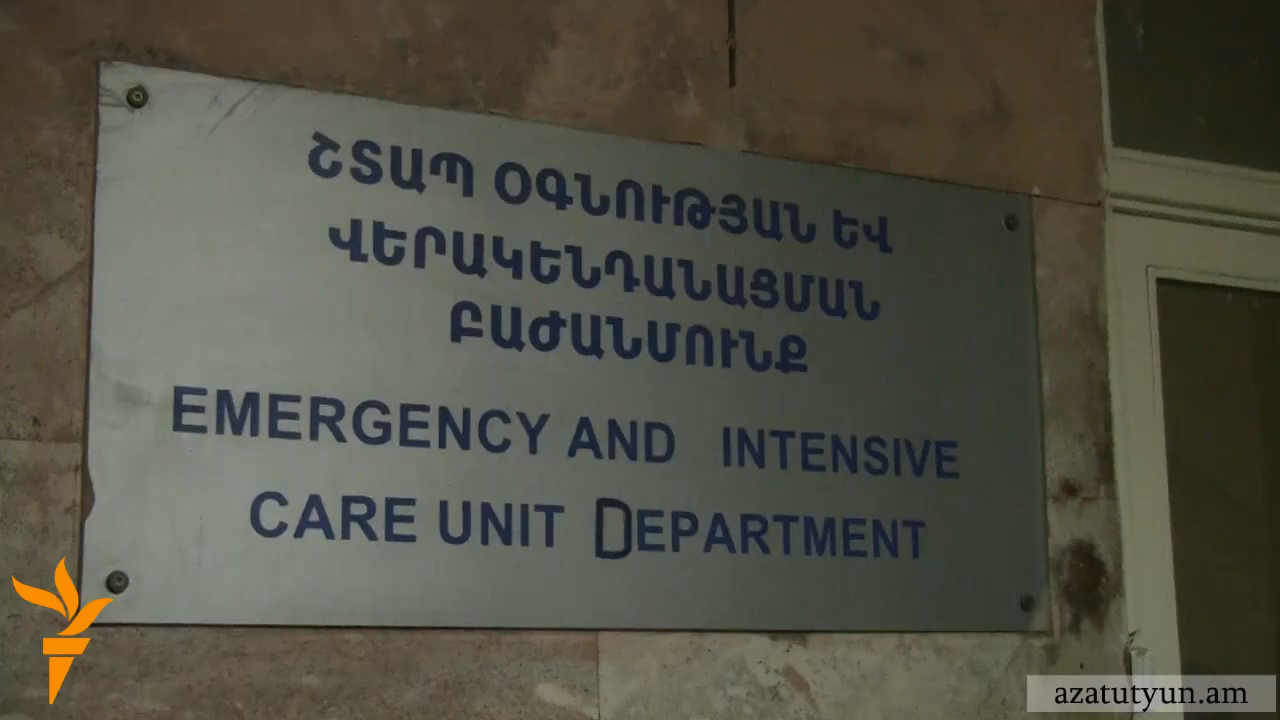 ՇՏԱՊ ՕԳՆՈՒԹՅԱՆ ԵՎ
ՎԵՐԱԿԵՆԴԱՆԱՑՄԱՆ
ԲԱԺԱՆՄՈՒՆՔ
EMERGENCY AND INTENSIVE
CARE UNIT DEPARTMENT
azatutyun.am